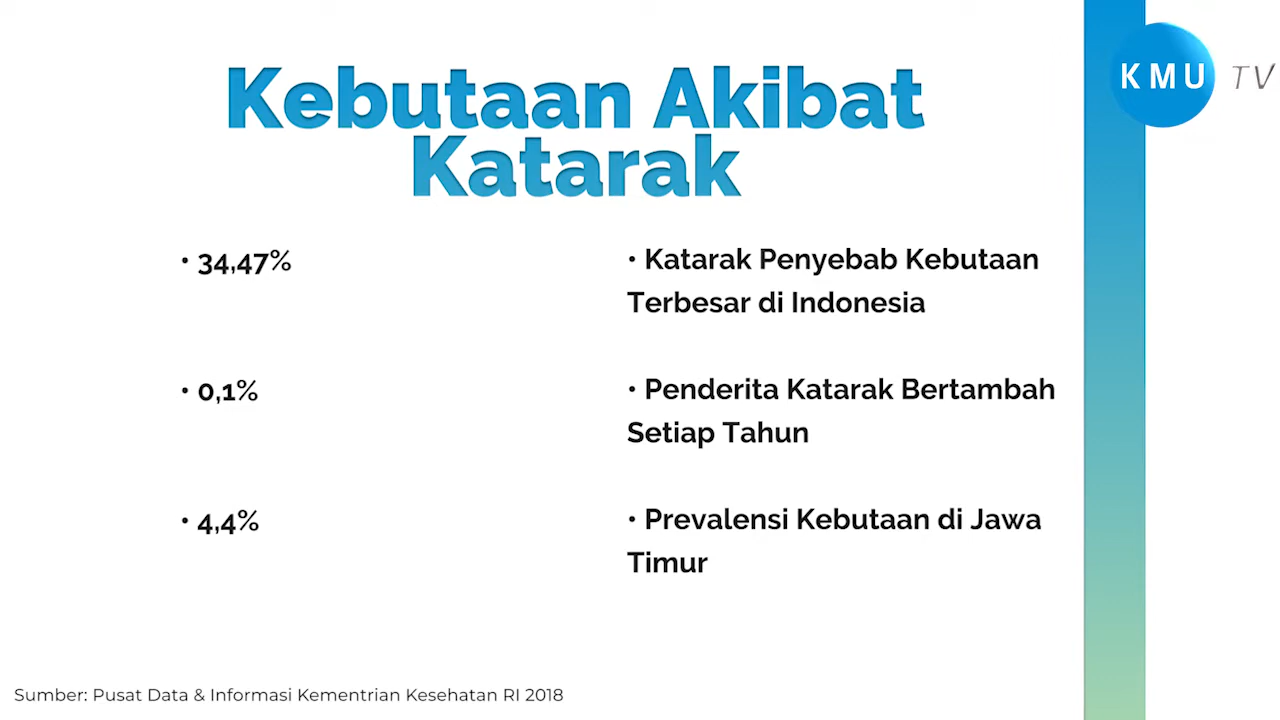 KMU TV
Kebutaan Akibat
Katarak
• 34,47%
• Katarak Penyebab Kebutaan
Terbesar di Indonesia
• 0,1%
• Penderita Katarak Bertambah
Setiap Tahun
• 4,4%
• Prevalensi Kebutaan di Jawa
Timur
Sumber: Pusat Data & Informasi Kementrian Kesehatan RI 2018